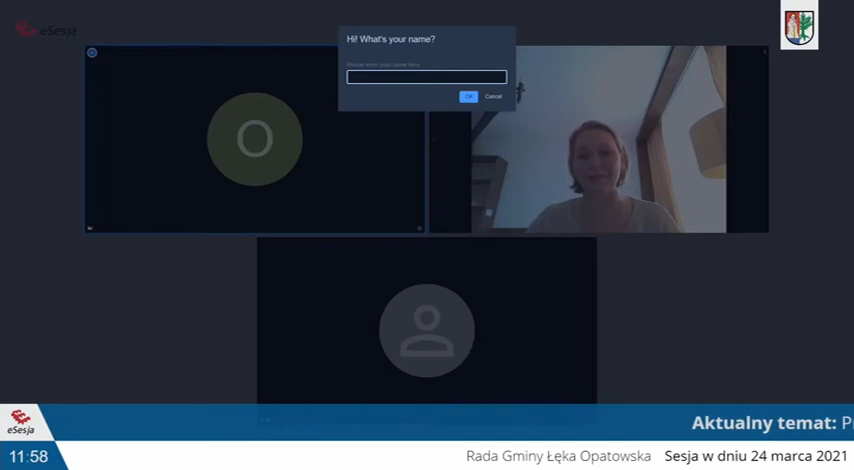 eSesja
Hi! What's your name?
Please enter your name here
OK Cancel
O
Aktualny temat: P
eSesja
11:58
Rada Gminy Łęka Opatowska Sesja w dniu 24 marca 2021